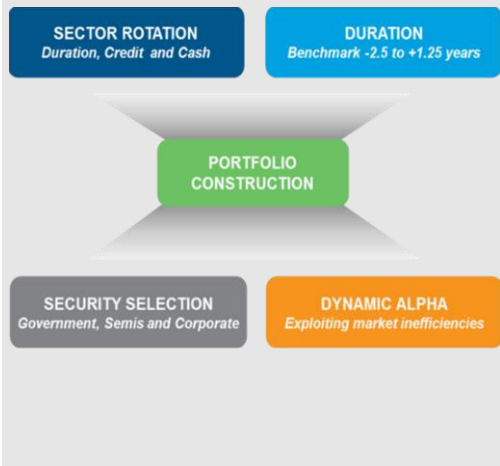 SECTOR ROTATION
Duration, Credit and Cash
DURATION
Benchmark -2.5 to +1.25 years
PORTFOLIO
CONSTRUCTION
SECURITY SELECTION
Government, Semis and Corporate
DYNAMIC ALPHA
Exploiting market inefficiencies